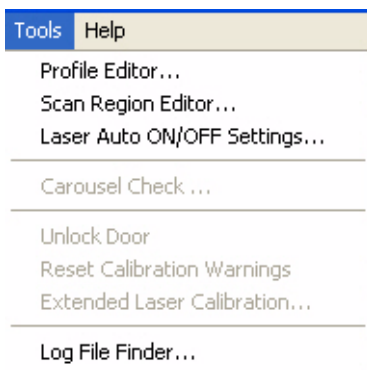 Tools Help
Profile Editor...
Scan Region Editor...
Laser Auto ON/OFF Settings...
Carousel Check ...
Unlock Door
Reset Calibration Warnings
Extended Laser Calibration...
Log File Finder...